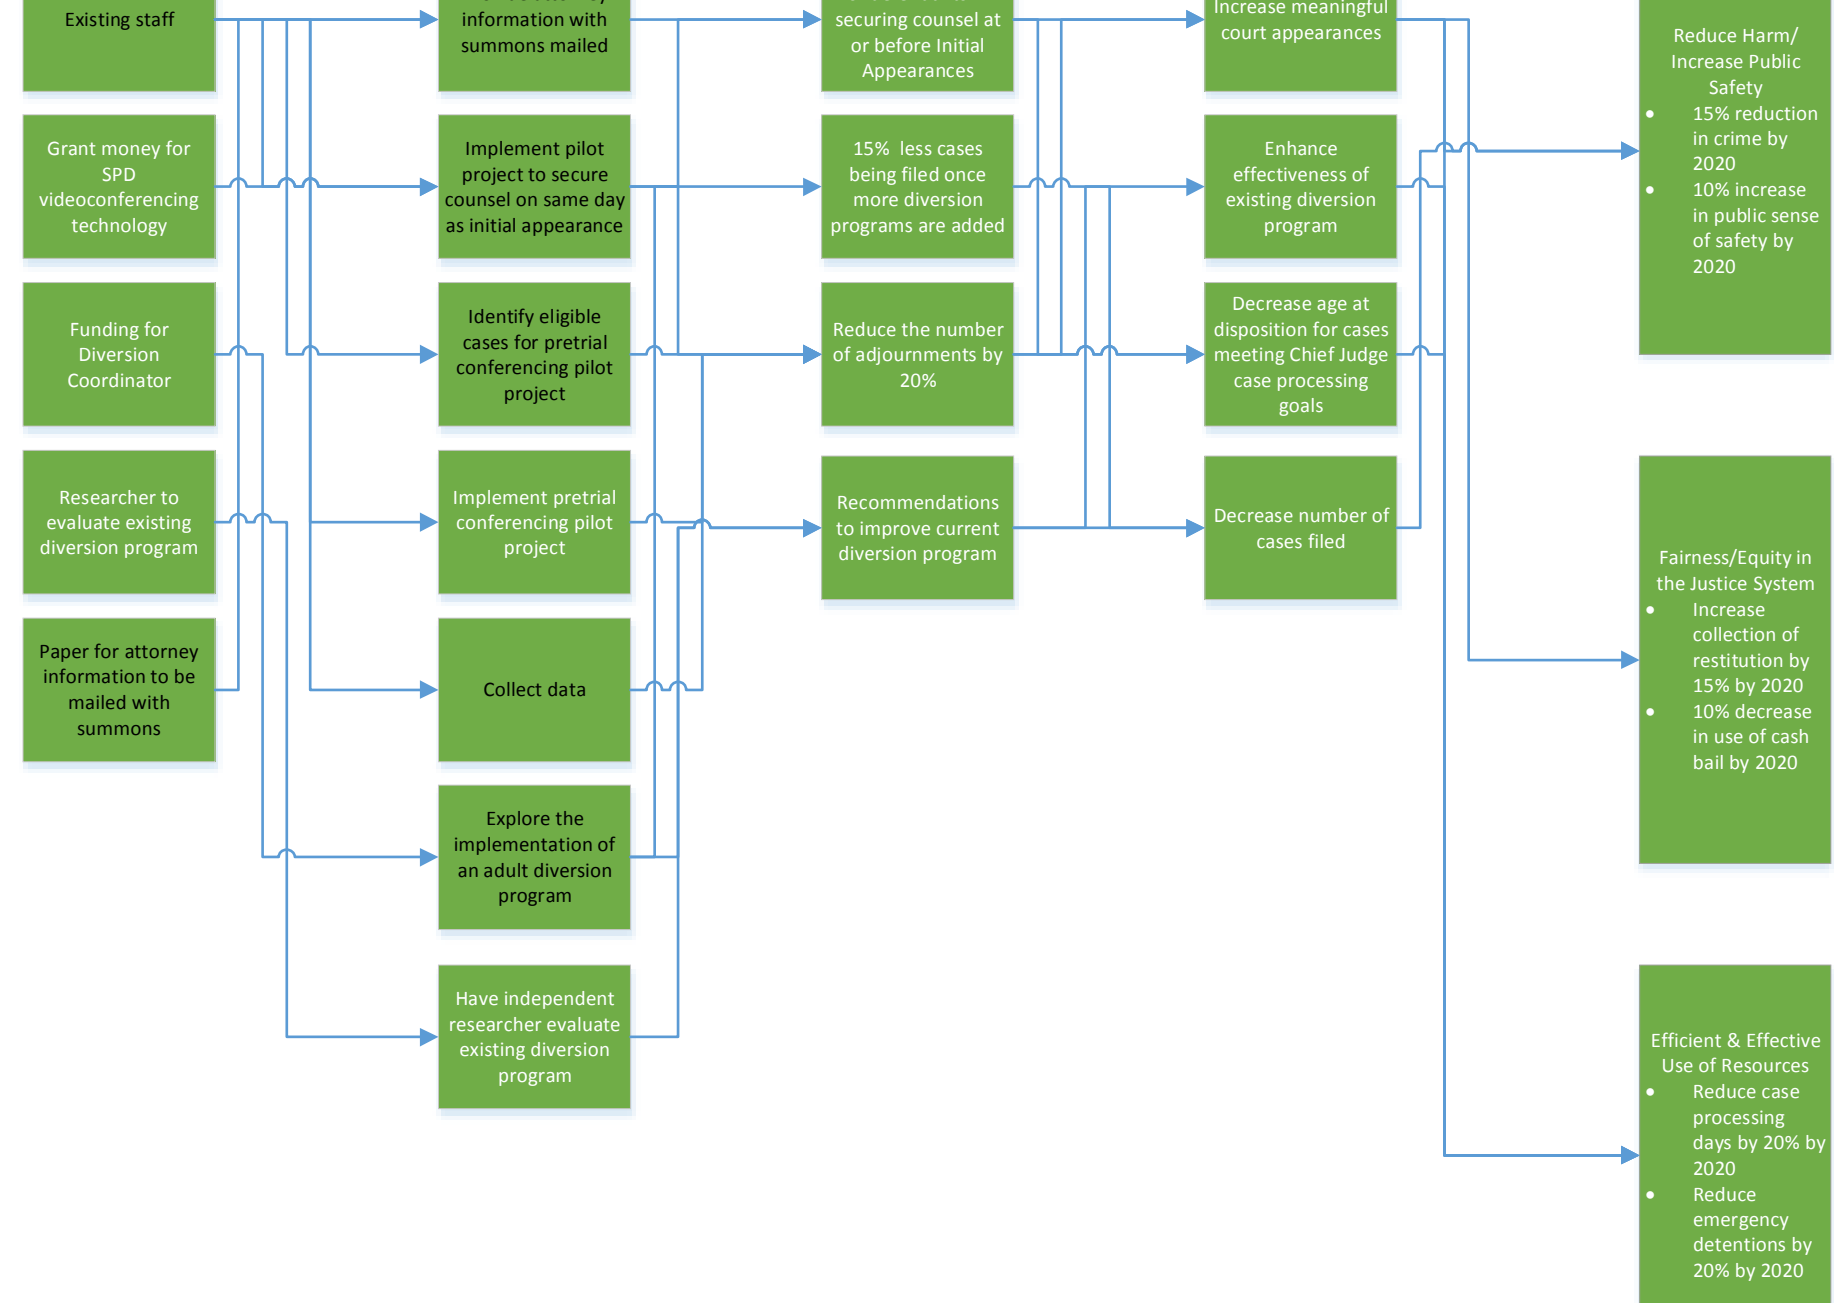 Existing staff
Grant money for
SPD
videoconferencing
technology
Funding for
Diversion
Coordinator
Researcher to
evaluate existing
diversion program
Paper for attorney
information to be
mailed with
summons
information with
summons mailed
Implement pilot
project to secure
counsel on same day
as initial appearance
Identify eligible
cases for pretrial
conferencing pilot
project
Implement pretrial
conferencing pilot
project
Collect data
Explore the
implementation of
an adult diversion
program
Have independent
researcher evaluate
existing diversion
program
securing counsel at
or before Initial
Appearances
15% less cases
being filed once
more diversion
programs are added
Reduce the number
of adjournments by
20%
Recommendations
to improve current
diversion program
Increase meaningful
court appearances
Enhance
effectiveness of
existing diversion
program
Decrease age at
disposition for cases
meeting Chief Judge
case processing
goals
Decrease number of
cases filed
Reduce Harm/
Increase Public
Safety
• 15% reduction
in crime by
2020
• 10% increase
in public sense
of safety by
2020
Fairness/Equity in
the Justice System
• Increase
collection of
restitution by
15% by 2020
• 10% decrease
in use of cash
bail by 2020
Efficient & Effective
Use of Resources
• Reduce case
processing
days by 20% by
2020
• Reduce
emergency
detentions by
20% by 2020